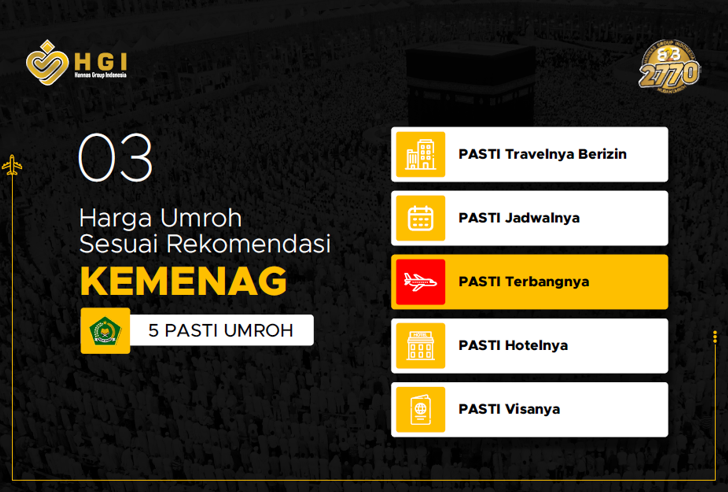 HGI
Hannas Group Indonesia
2770
03
Harga Umroh
Sesuai Rekomendasi
KEMENAG
5 PASTI UMROH
PASTI Travelnya Berizin
PASTI Jadwalnya
PASTI Terbangnya
PASTI Hotelnya
PASTI Visanya